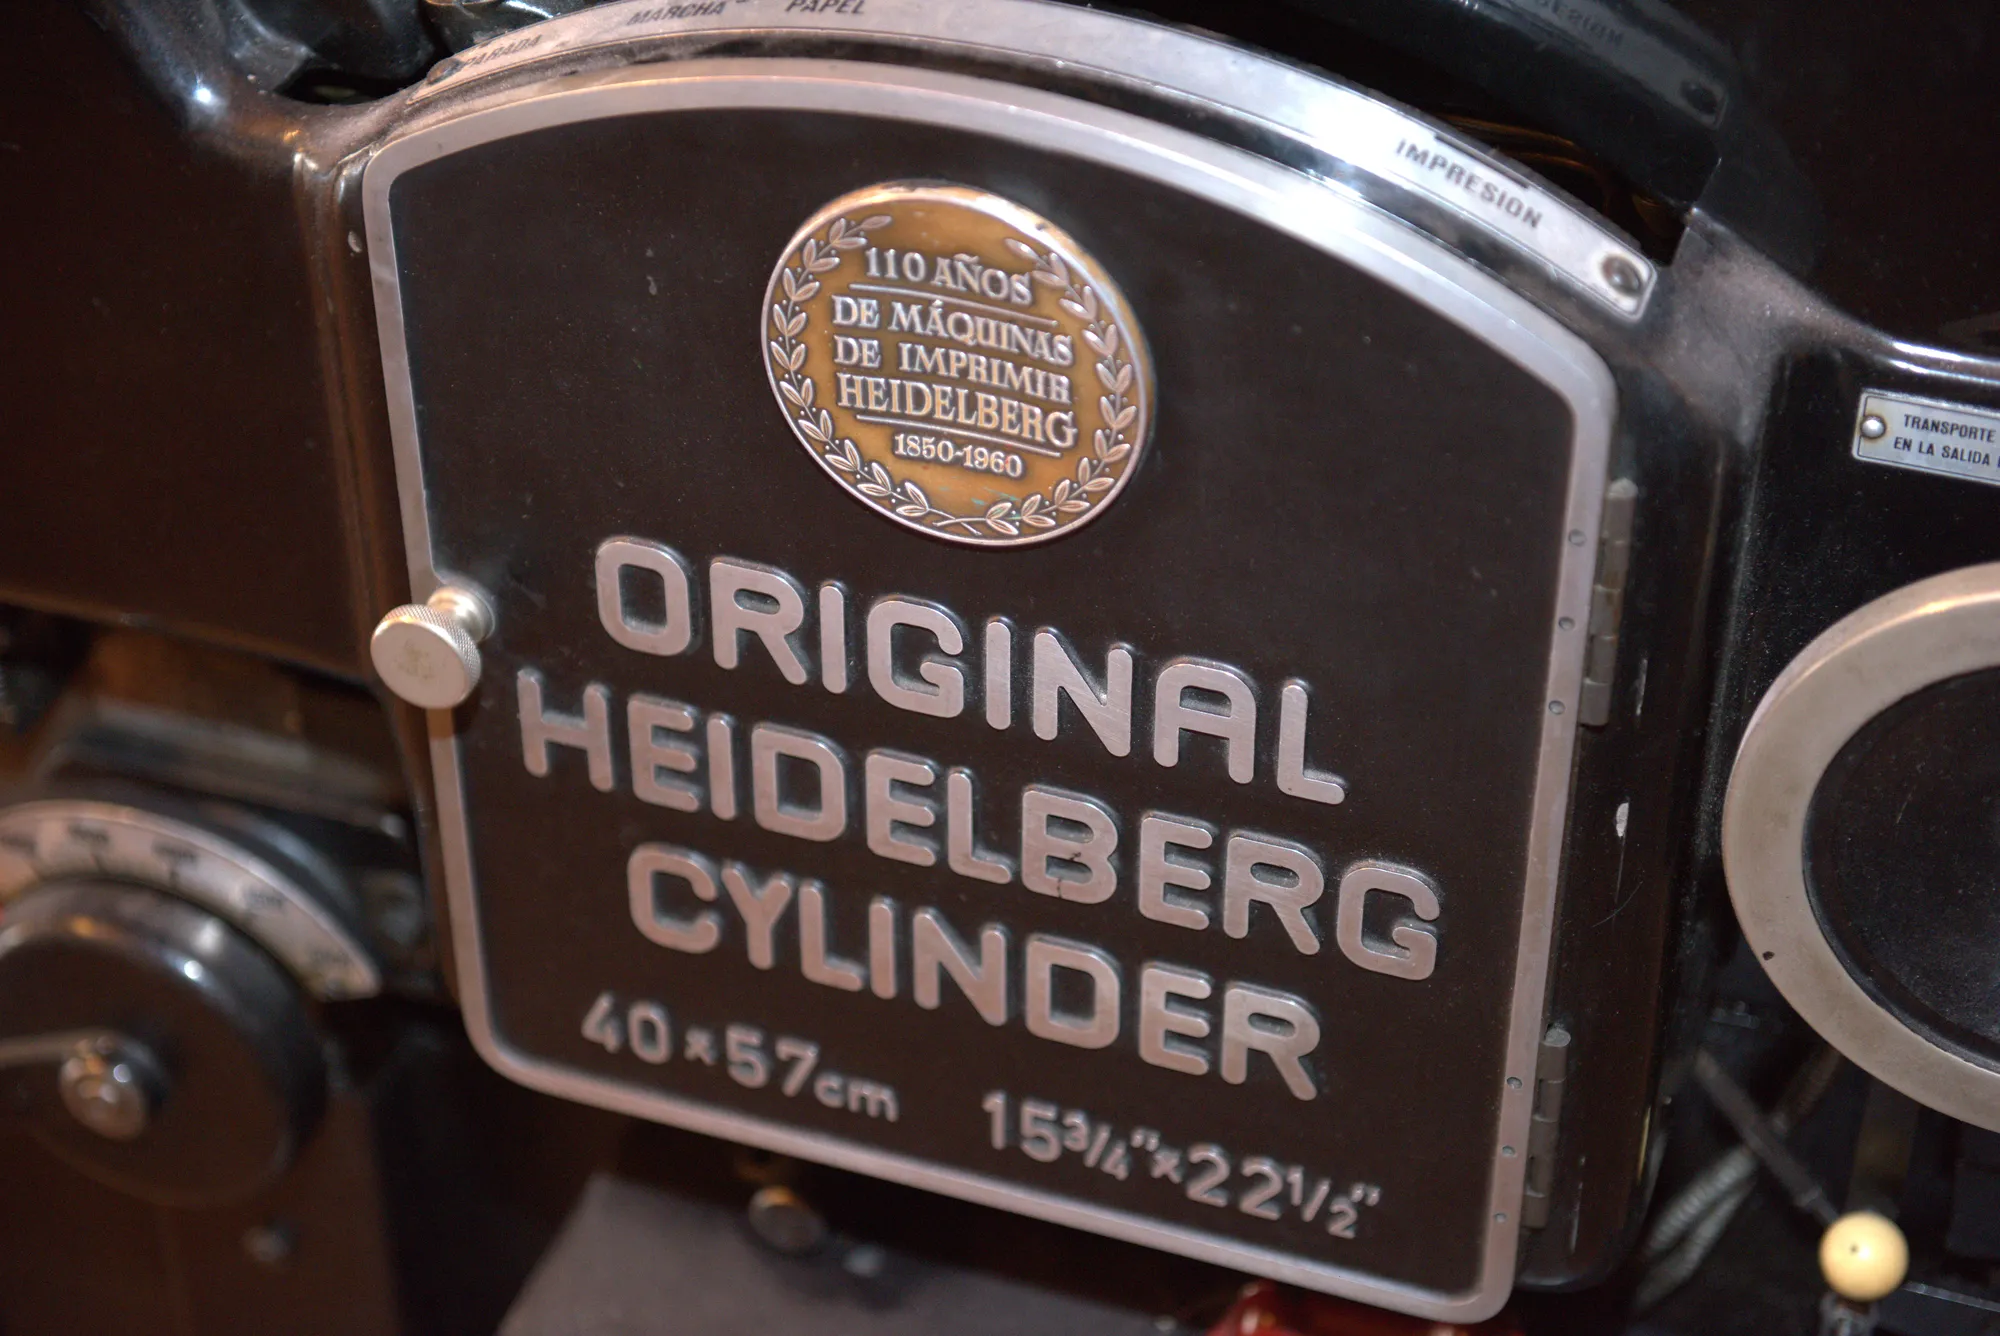 PARADA
MARCHA
PAPEL
IMPRESION
110 AÑOS
DE MÁQUINAS
DE IMPRIMIR
HEIDELBERG
1850-1960
TRANSPORTE
EN LA SALIDA
ORIGINAL
HEIDELBERG
CYLINDER
40×57cm 15¾"×22½"